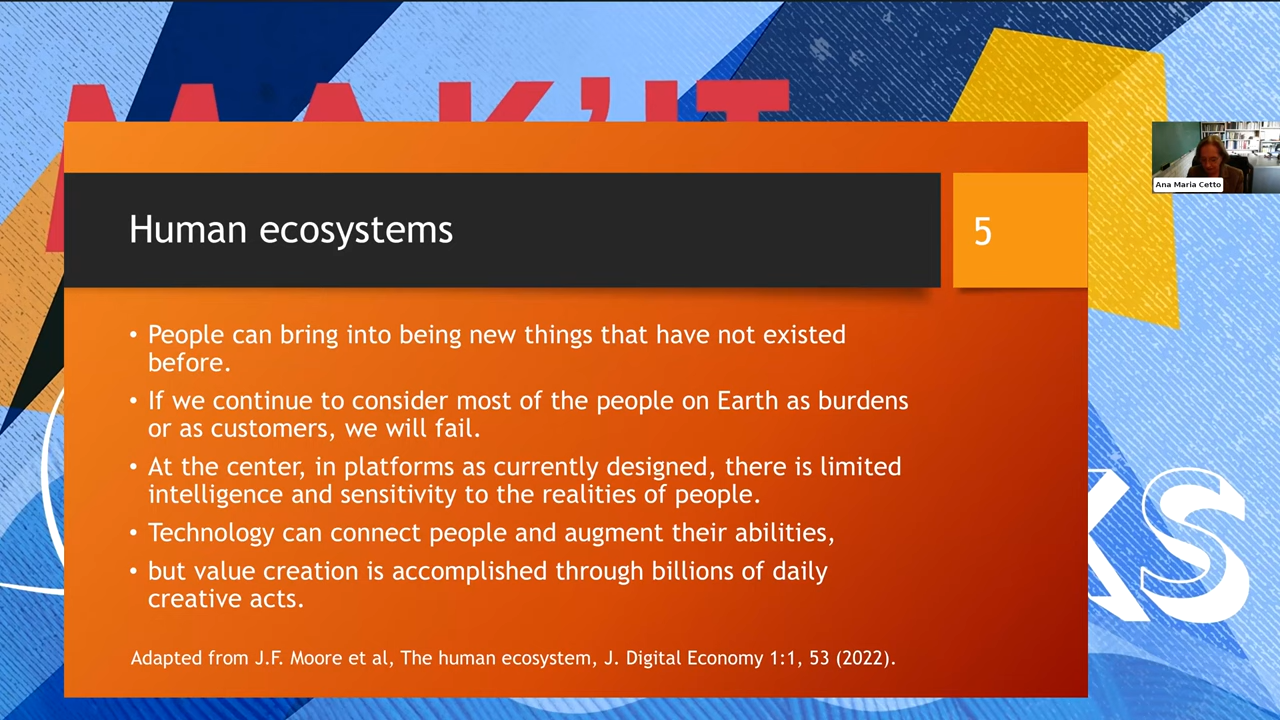 MAK'IT
Human ecosystems
5
Ana Maria Cetto
• People can bring into being new things that have not existed
before.
• If we continue to consider most of the people on Earth as burdens
or as customers, we will fail.
• At the center, in platforms as currently designed, there is limited
intelligence and sensitivity to the realities of people.
• Technology can connect people and augment their abilities,
• but value creation is accomplished through billions of daily
creative acts.
Adapted from J.F. Moore et al, The human ecosystem, J. Digital Economy 1:1, 53 (2022).